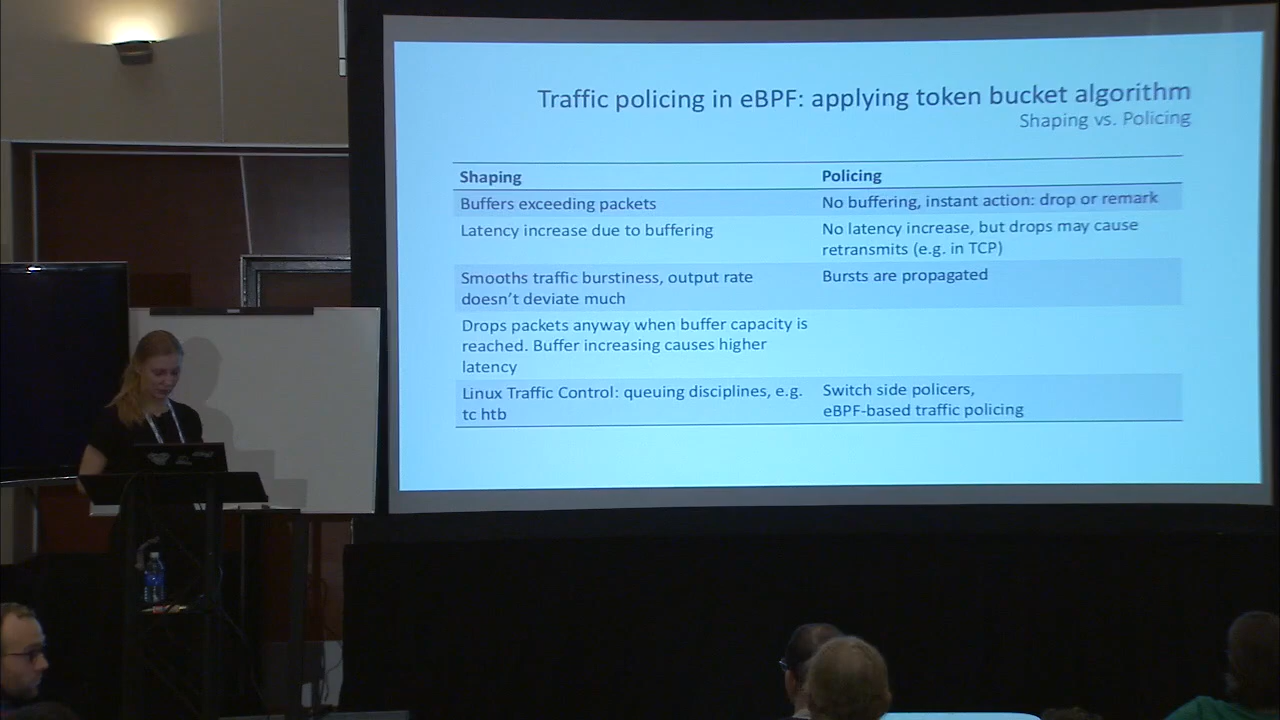 Traffic policing in eBPF: applying token bucket algorithm
Shaping vs. Policing
Shaping
Policing
Buffers exceeding packets
No buffering, instant action: drop or remark
Latency increase due to buffering
No latency increase, but drops may cause
retransmits (e.g. in TCP)
Smooths traffic burstiness, output rate
doesn't deviate much
Bursts are propagated
Drops packets anyway when buffer capacity is
reached. Buffer increasing causes higher
latency
Linux Traffic Control: queuing disciplines, e.g.
tc htb
Switch side policers,
eBPF-based traffic policing